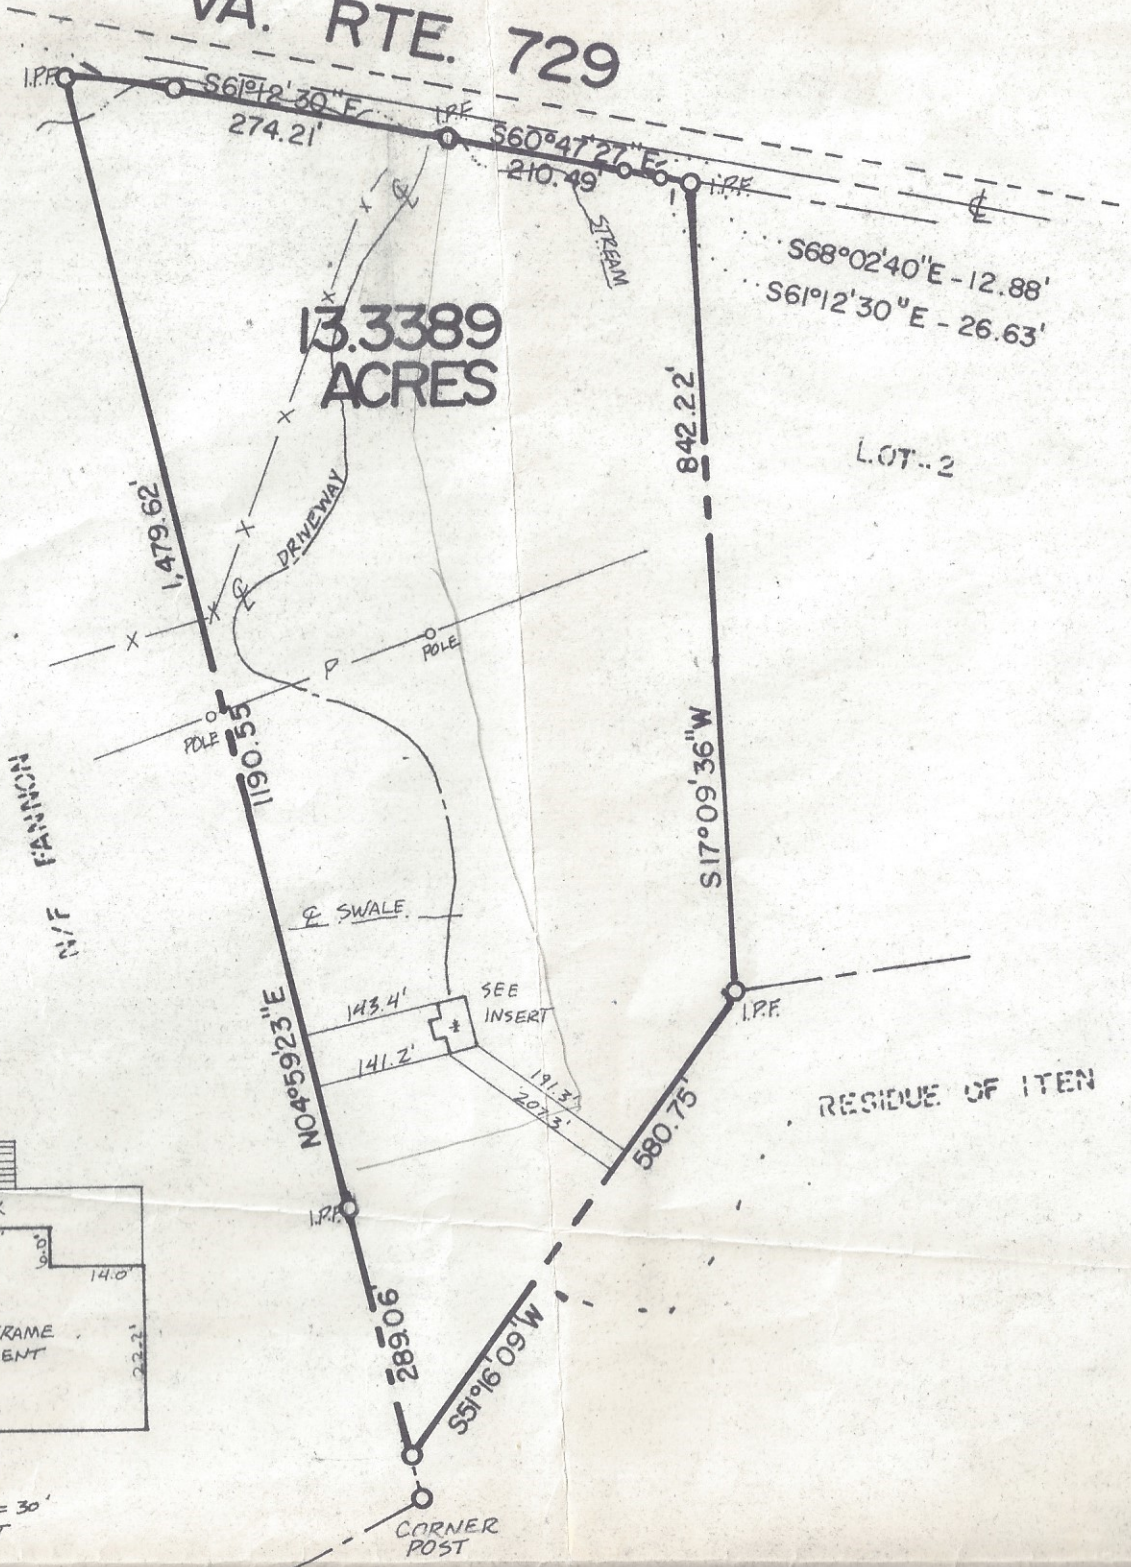 VA. RTE. 729
I.P.F.
S61°12'30"E
274.21'
I.P.F.
S60°47'27"E
210.49'
I.P.F.
℄
℄
STREAM
S68°02'40"E-12.88'
S61°12'30"E - 26.63'
13.3389
ACRES
842.22'
LOT-2
1,479.62'
X
X
X
X
X
X
DRIVEWAY
℄
P
POLE
POLE
1190.55
S17°09'36"W
N/F FANNON
℄ SWALE
SEE
INSERT
143.4'
*
I.P.F.
N04°59'23"E
141.2'
191.3'
207.3'
580.75'
RESIDUE OF ITEN
I.P.F.
9.0'
14.0'
289.06'
RAME
ENT
22.2'
S51°16'09"W
= 30'
T
CORNER
POST